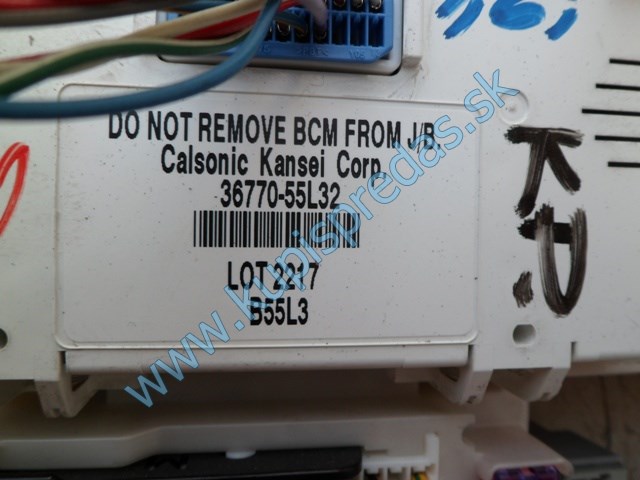 DO NOT REMOVE BCM FROM J/B.
Calsonic Kansei Corp.
36770-55L32
LOT 2217
B55L3
www.kupispredas.sk